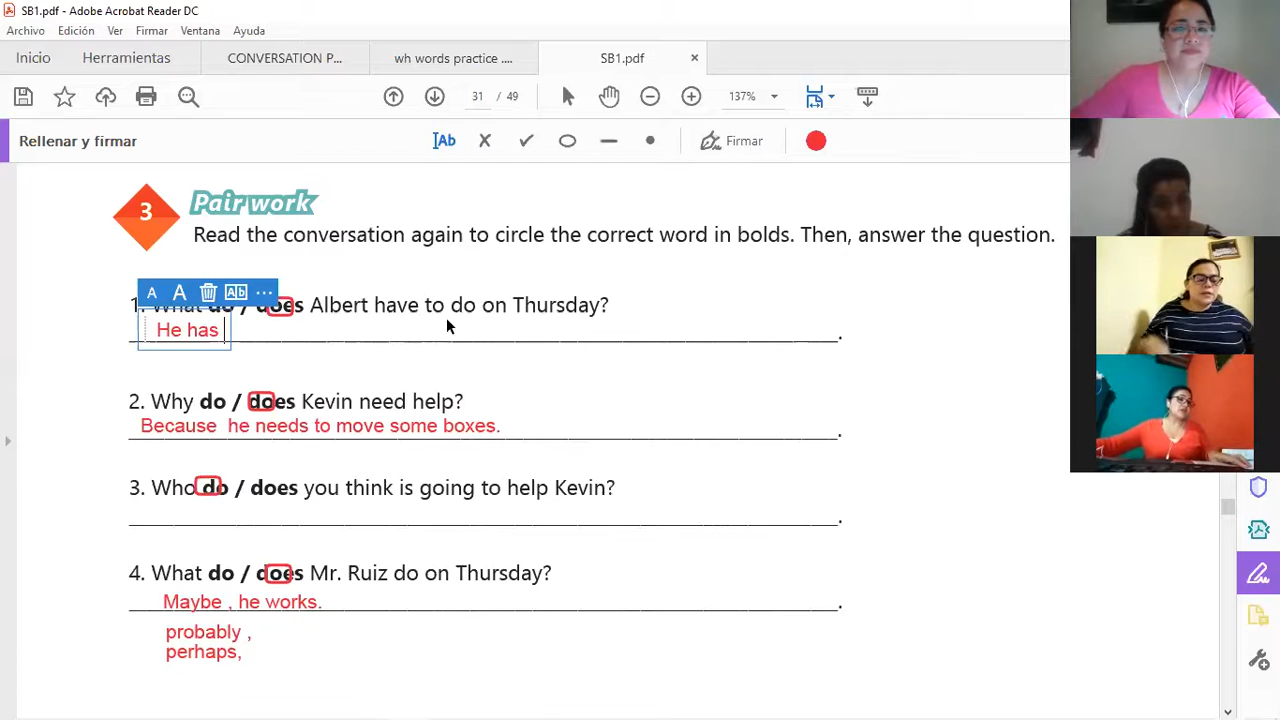 SB1.pdf - Adobe Acrobat Reader DC
Archivo Edición Ver Firmar Ventana Ayuda
Inicio Herramientas CONVERSATION P... wh words practice .... SB1.pdf ×
31 / 49 137%
Rellenar y firmar Ab Firmar
3 Pair work
Read the conversation again to circle the correct word in bolds. Then, answer the question.
A A Ab ...
1. What do / does Albert have to do on Thursday?
He has
2. Why do / does Kevin need help?
Because he needs to move some boxes.
3. Who do / does you think is going to help Kevin?
4. What do / does Mr. Ruiz do on Thursday?
Maybe , he works.
probably ,
perhaps,